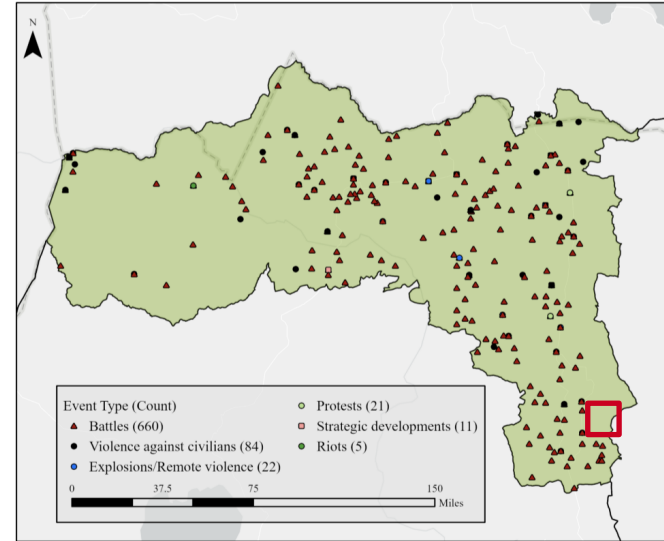 N
Event Type (Count)
Battles (660)
Violence against civilians (84)
Explosions/Remote violence (22)
Protests (21)
Strategic developments (11)
Riots (5)
0 37.5 75 150
Miles